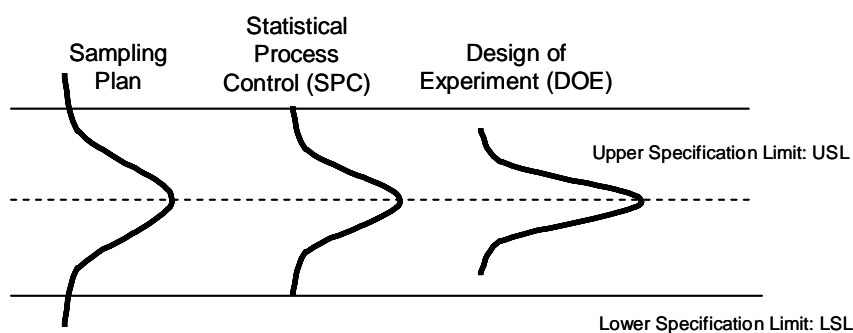 Sampling
Plan
Statistical
Process
Control (SPC)
Design of
Experiment (DOE)
Upper Specification Limit: USL
Lower Specification Limit: LSL